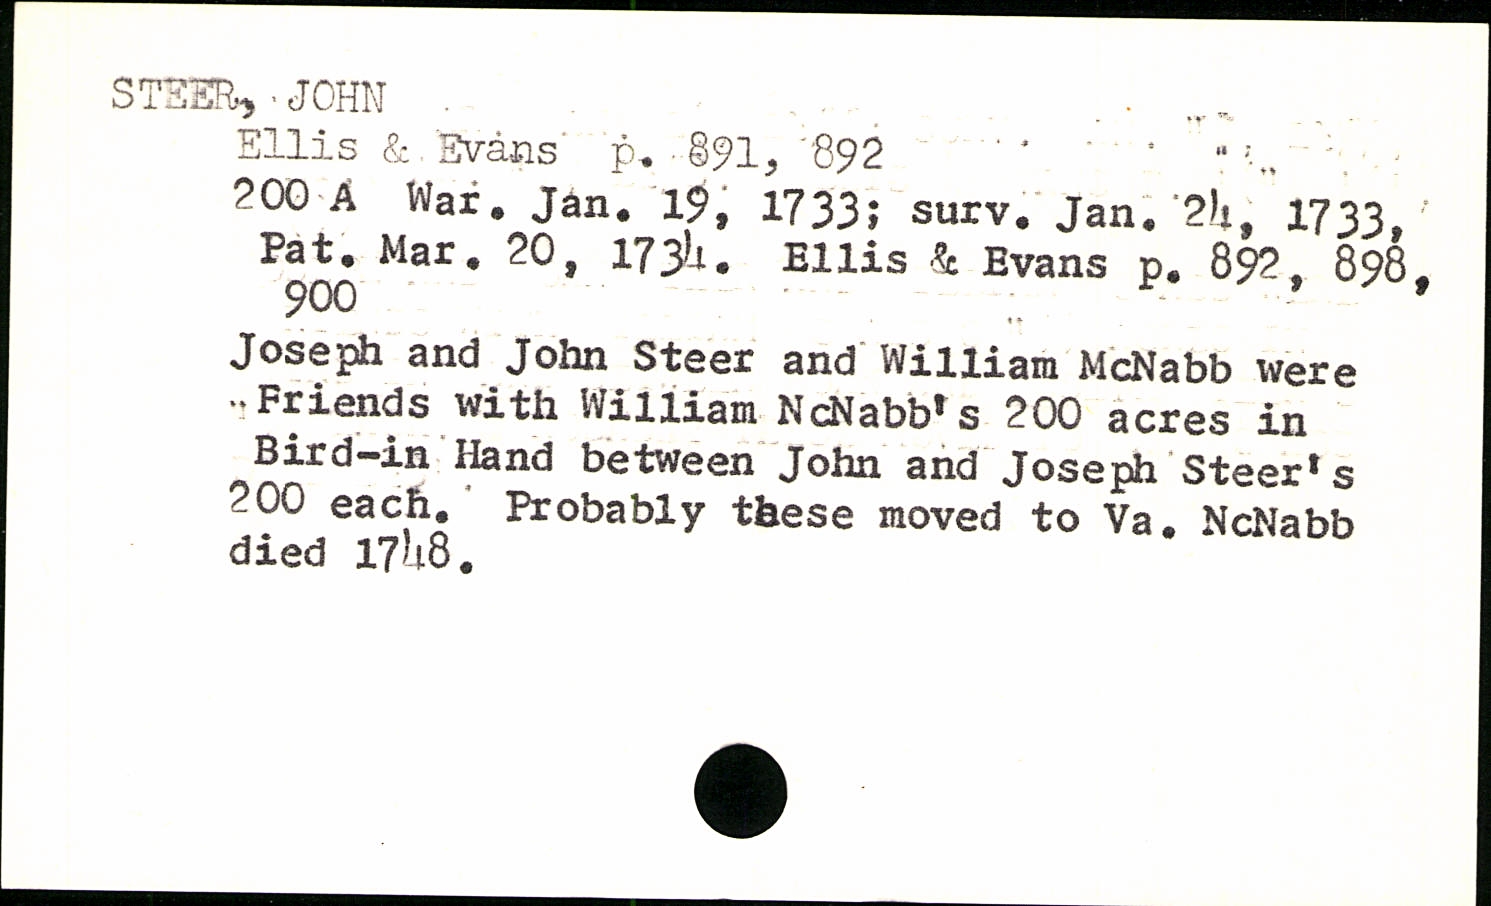 STEER, JOHN
Ellis & Evans p. 891, 892
200 A War. Jan. 19, 1733; surv. Jan. 24, 1733,
Pat. Mar. 20, 1734. Ellis & Evans p. 892, 898,
900
Joseph and John Steer and William McNabb were
Friends with William NcNabb's 200 acres in
Bird-in Hand between John and Joseph Steer's
200 each. Probably these moved to Va. NcNabb
died 1748.